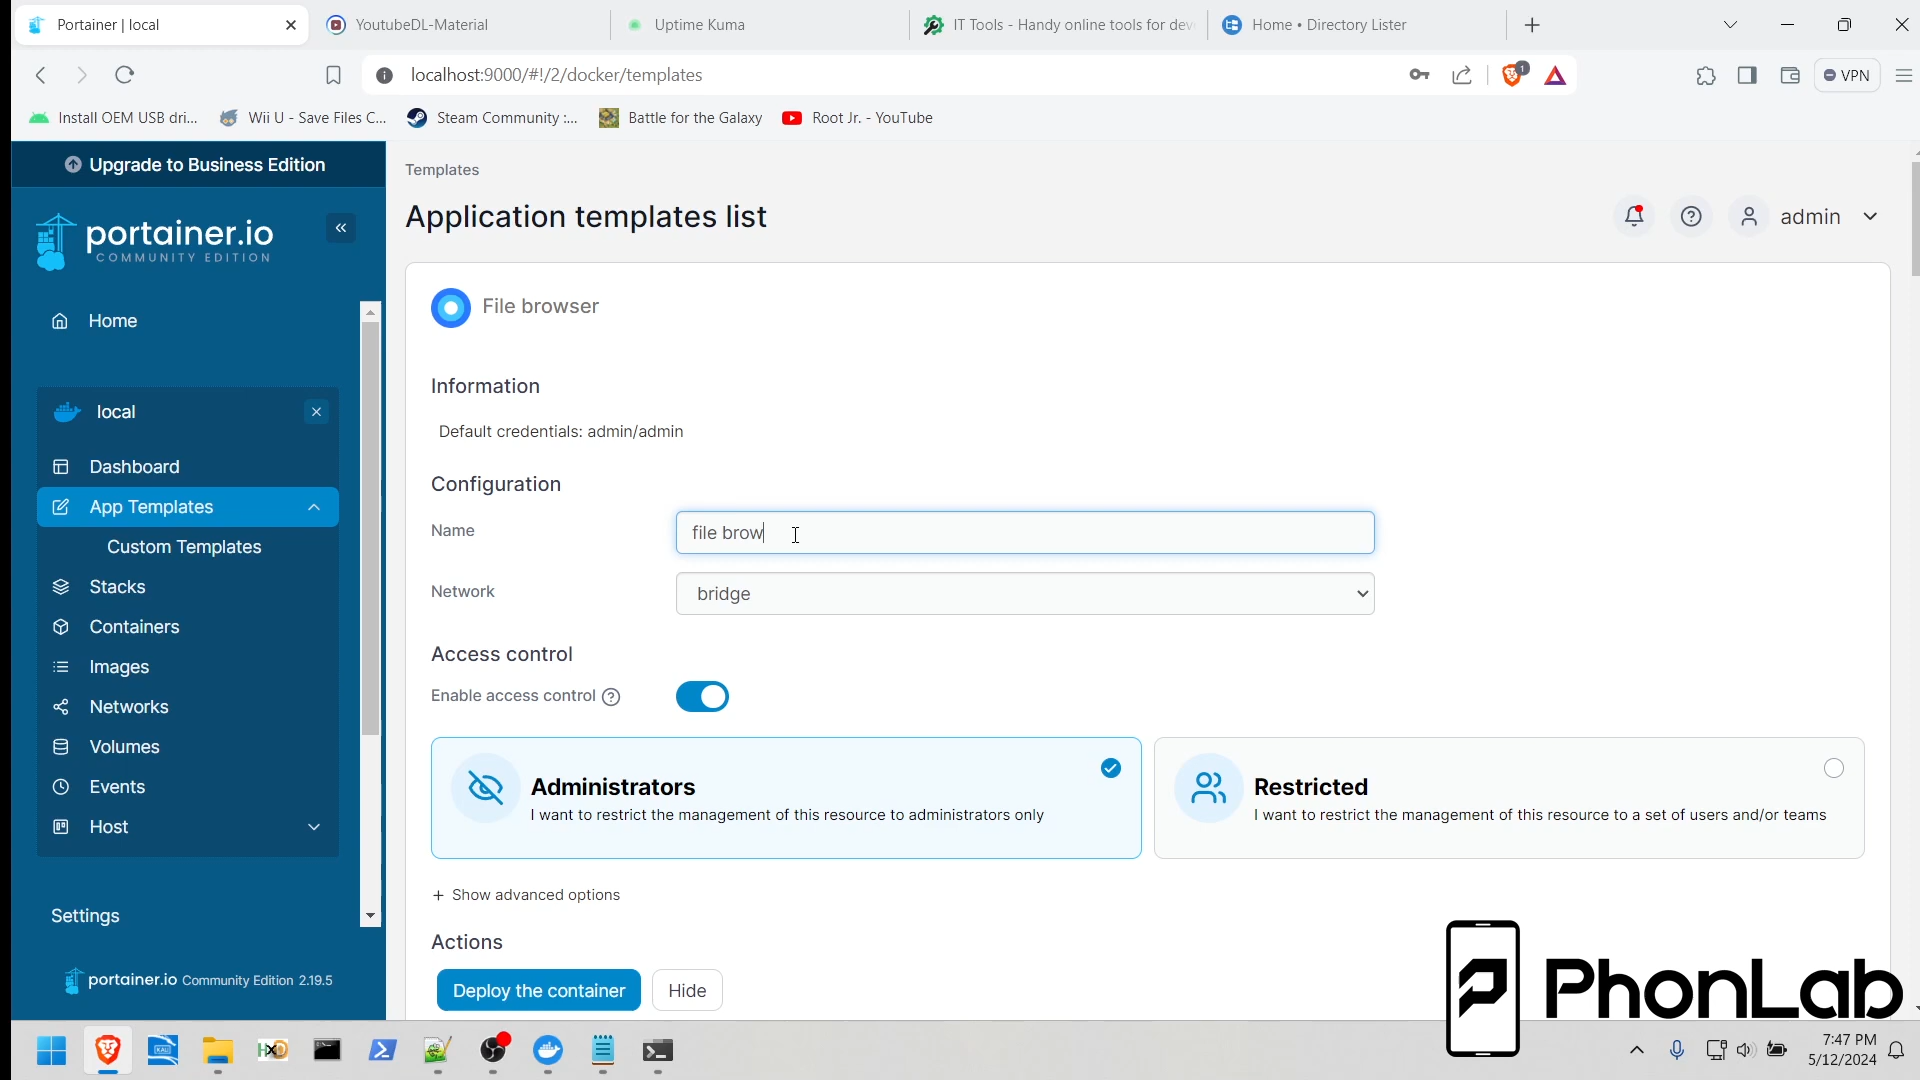 Portainer | local
YoutubeDL-Material
Uptime Kuma
IT Tools - Handy online tools for dev
Home • Directory Lister
localhost:9000/#!/2/docker/templates
1
VPN
Install OEM USB dri...
Wii U - Save Files C...
Steam Community :...
Battle for the Galaxy
Root Jr. - YouTube
Upgrade to Business Edition
Templates
portainer.io
COMMUNITY EDITION
Application templates list
admin
File browser
Home
Information
local
Default credentials: admin/admin
Dashboard
Configuration
App Templates
Name
file brow
Custom Templates
Stacks
Network
bridge
Containers
Access control
Images
Enable access control
Networks
Volumes
Administrators
I want to restrict the management of this resource to administrators only
Restricted
I want to restrict the management of this resource to a set of users and/or teams
Events
Host
+ Show advanced options
Settings
Actions
portainer.io Community Edition 2.19.5
Deploy the container
Hide
PhonLab
7:47 PM
5/12/2024